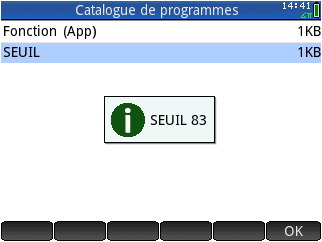 Catalogue de programmes 14:41
Fonction (App) 1KB
SEUIL 1KB
SEUIL 83
OK